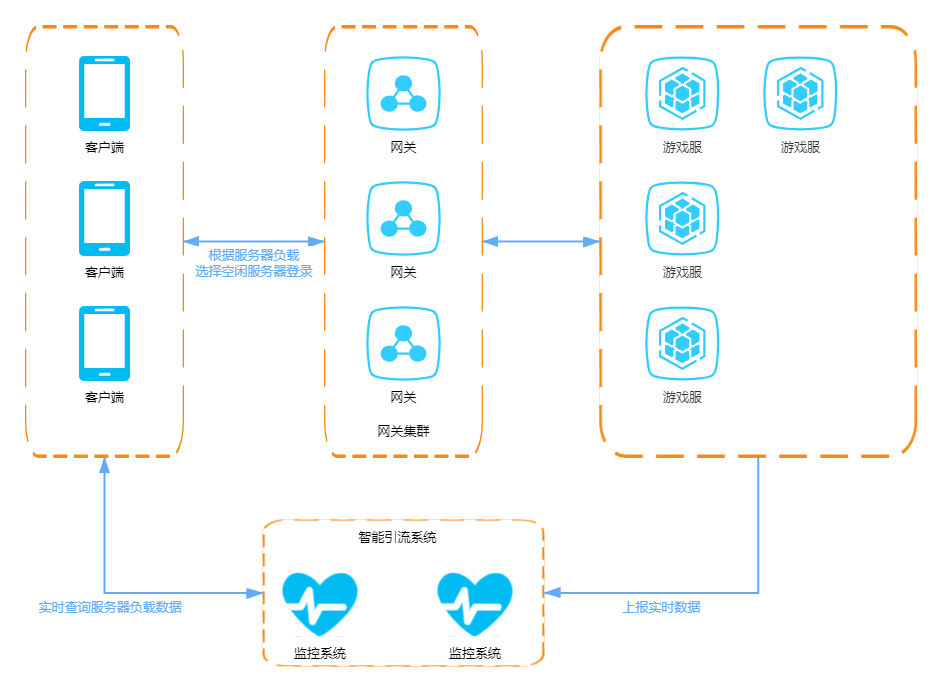 客户端
网关
游戏服
游戏服
客户端
网关
游戏服
根据服务器负载
选择空闲服务器登录
客户端
网关
游戏服
网关集群
智能引流系统
实时查询服务器负载数据
上报实时数据
监控系统
监控系统